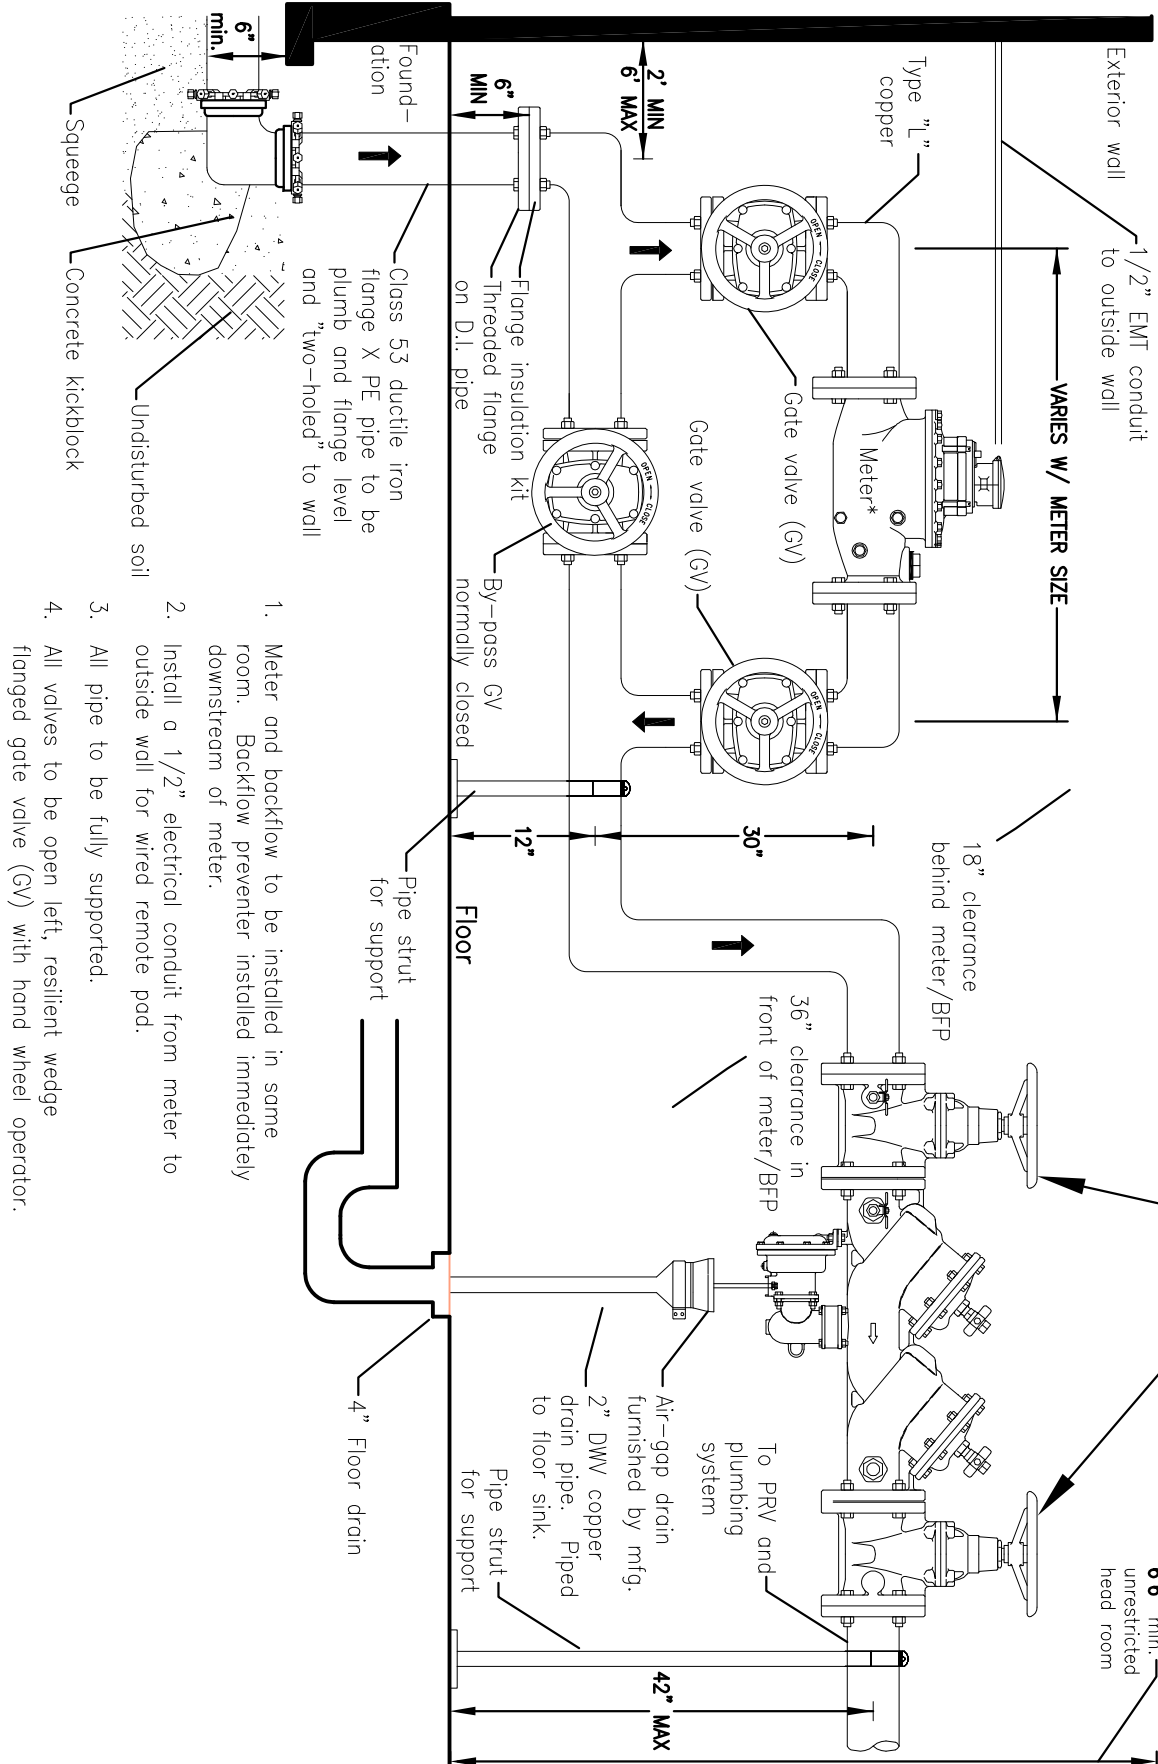 Exterior wall
1/2" EMT conduit
to outside wall
Type "L"
copper
VARIES W/ METER SIZE
2' MIN
6' MAX
Found-
ation
6"
MIN
6"
min.
Squeege
Concrete kickblock
Undisturbed soil
Class 53 ductile iron
flange X PE pipe to be
plumb and flange level
and "two-holed" to wall
Flange insulation kit
Threaded flange
on D.I. pipe
Gate valve (GV)
Meter*
Gate valve (GV)
OPEN CLOSE
OPEN CLOSE
OPEN CLOSE
By-pass GV
normally closed
18" clearance
behind meter/BFP
30"
12"
Floor
Pipe strut
for support
36" clearance in
front of meter/BFP
Air-gap drain
furnished by mfg.
2" DWV copper
drain pipe. Piped
to floor sink.
4" Floor drain
To PRV and
plumbing
system
Pipe strut
for support
42" MAX
min.
unrestricted
head room
1. Meter and backflow to be installed in same
room. Backflow preventer installed immediately
downstream of meter.
2. Install a 1/2" electrical conduit from meter to
outside wall for wired remote pad.
3. All pipe to be fully supported.
4. All valves to be open left, resilient wedge
flanged gate valve (GV) with hand wheel operator.